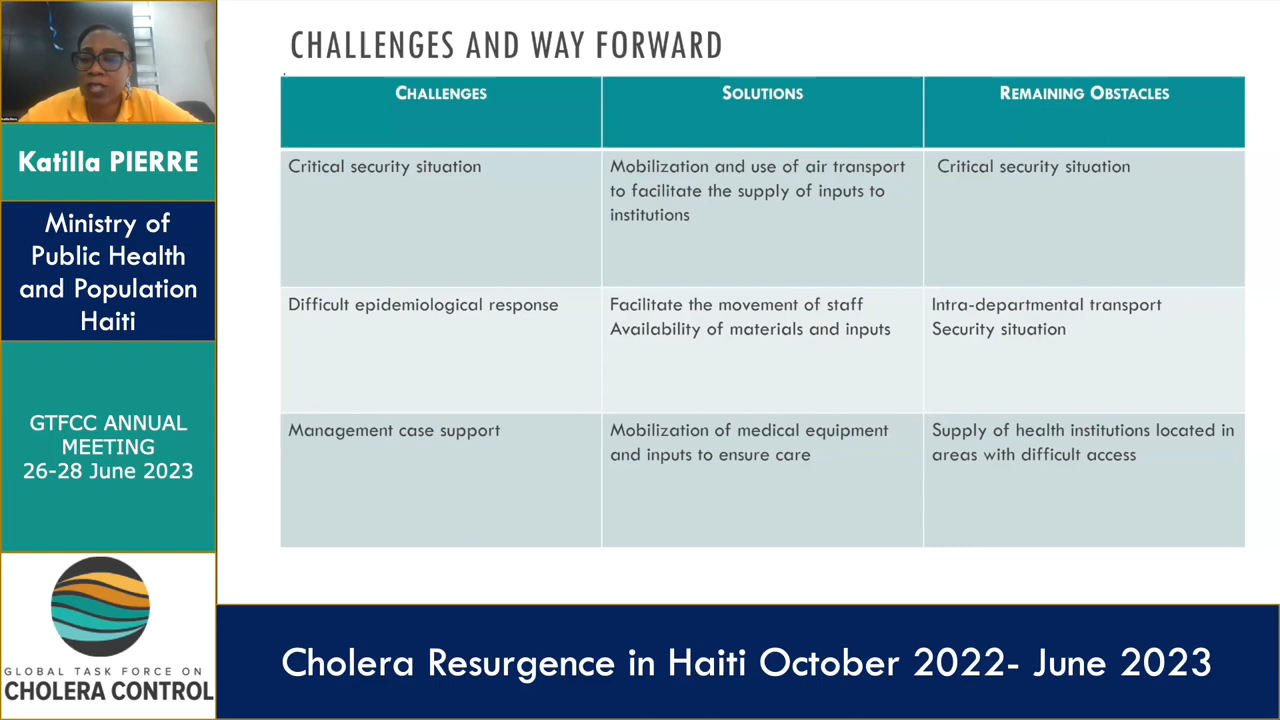 Katilla PIERRE
Ministry of
Public Health
and Population
Haiti
GTFCC ANNUAL
MEETING
26-28 June 2023
GLOBAL TASK FORCE ON
CHOLERA CONTROL
CHALLENGES AND WAY FORWARD
CHALLENGES
SOLUTIONS
REMAINING OBSTACLES
Critical security situation
Mobilization and use of air transport
to facilitate the supply of inputs to
institutions
Critical security situation
Difficult epidemiological response
Facilitate the movement of staff
Availability of materials and inputs
Intra-departmental transport
Security situation
Management case support
Mobilization of medical equipment
and inputs to ensure care
Supply of health institutions located in
areas with difficult access
Cholera Resurgence in Haiti October 2022- June 2023